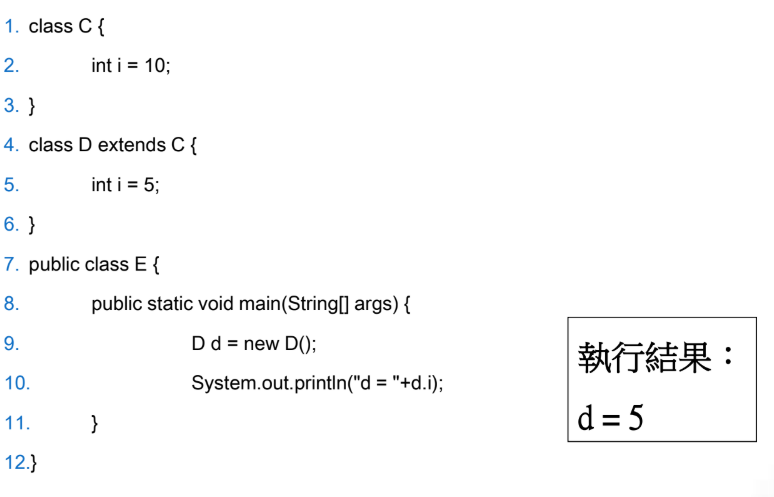 1. class C {
2. int i = 10;
3. }
4. class D extends C {
5. int i = 5;
6. }
7. public class E {
8. public static void main(String[] args) {
9. D d = new D();
10. System.out.println("d = "+d.i);
11. }
12.}
執行結果：
d = 5